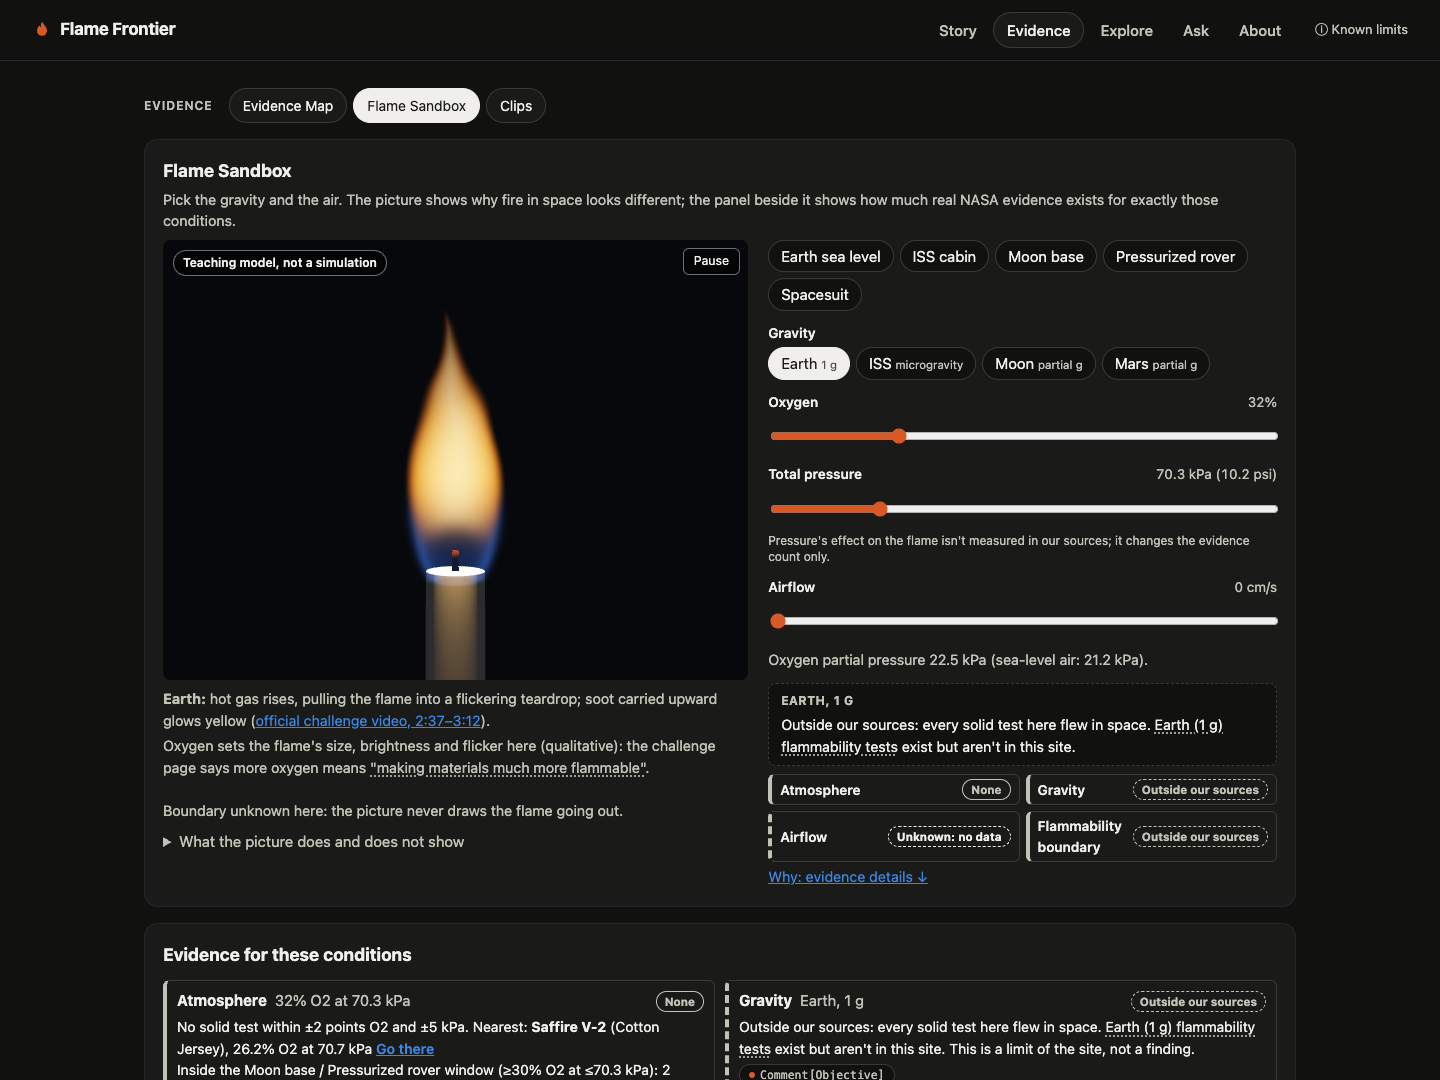 Flame Frontier
Story
Evidence
Explore
Ask
About
ⓘ Known limits
EVIDENCE
Evidence Map
Flame Sandbox
Clips
Flame Sandbox
Pick the gravity and the air. The picture shows why fire in space looks different; the panel beside it shows how much real NASA evidence exists for exactly those
conditions.
Teaching model, not a simulation
Pause
Earth: hot gas rises, pulling the flame into a flickering teardrop; soot carried upward
glows yellow (official challenge video, 2:37–3:12).
Oxygen sets the flame's size, brightness and flicker here (qualitative): the challenge
page says more oxygen means "making materials much more flammable".
Boundary unknown here: the picture never draws the flame going out.
▶ What the picture does and does not show
Earth sea level
ISS cabin
Moon base
Pressurized rover
Spacesuit
Gravity
Earth 1 g
ISS microgravity
Moon partial g
Mars partial g
Oxygen 32%
Total pressure 70.3 kPa (10.2 psi)
Pressure's effect on the flame isn't measured in our sources; it changes the evidence
count only.
Airflow 0 cm/s
Oxygen partial pressure 22.5 kPa (sea-level air: 21.2 kPa).
EARTH, 1 G
Outside our sources: every solid test here flew in space. Earth (1 g)
flammability tests exist but aren't in this site.
Atmosphere None
Gravity Outside our sources
Airflow Unknown: no data
Flammability
boundary
Outside our sources
Why: evidence details ↓
Evidence for these conditions
Atmosphere 32% O2 at 70.3 kPa None
No solid test within ±2 points O2 and ±5 kPa. Nearest: Saffire V-2 (Cotton
Jersey), 26.2% O2 at 70.7 kPa Go there
Inside the Moon base / Pressurized rover window (≥30% O2 at ≤70.3 kPa): 2
Gravity Earth, 1 g Outside our sources
Outside our sources: every solid test here flew in space. Earth (1 g) flammability
tests exist but aren't in this site. This is a limit of the site, not a finding.
Comment[Objective]